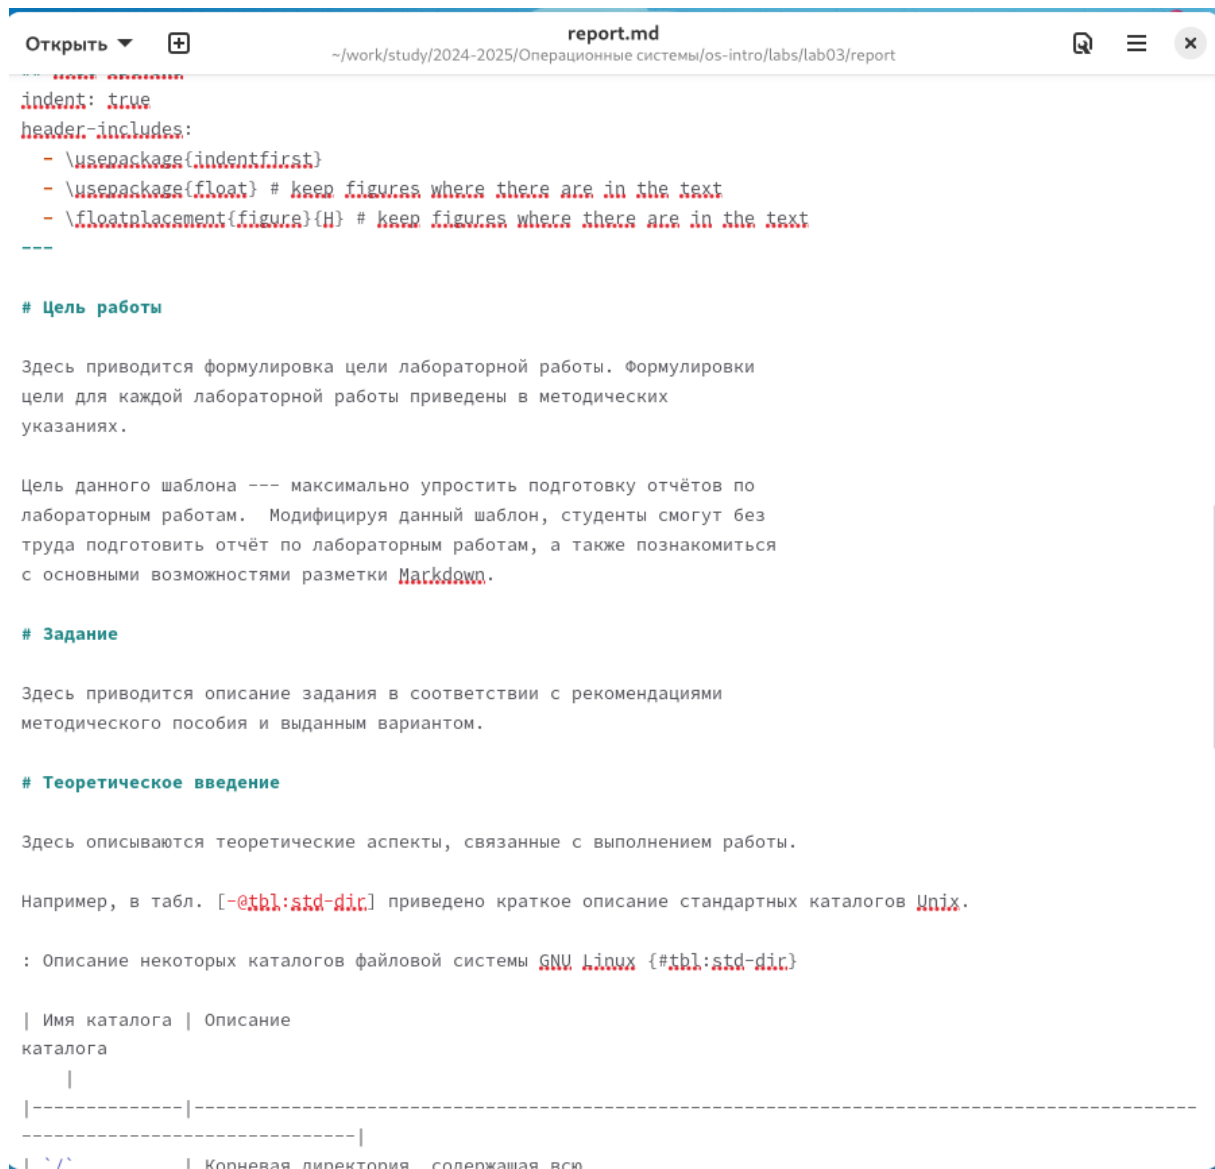 Открыть
report.md
~/work/study/2024-2025/Операционные системы/os-intro/labs/lab03/report
indent: true
header-includes:
  - \usepackage{indentfirst}
  - \usepackage{float} # keep figures where there are in the text
  - \floatplacement{figure}{H} # keep figures where there are in the text
---
# Цель работы
Здесь приводится формулировка цели лабораторной работы. Формулировки
цели для каждой лабораторной работы приведены в методических
указаниях.
Цель данного шаблона --- максимально упростить подготовку отчётов по
лабораторным работам.  Модифицируя данный шаблон, студенты смогут без
труда подготовить отчёт по лабораторным работам, а также познакомиться
с основными возможностями разметки Markdown.
# Задание
Здесь приводится описание задания в соответствии с рекомендациями
методического пособия и выданным вариантом.
# Теоретическое введение
Здесь описываются теоретические аспекты, связанные с выполнением работы.
Например, в табл. [-@tbl:std-dir] приведено краткое описание стандартных каталогов Unix.
: Описание некоторых каталогов файловой системы GNU Linux {#tbl:std-dir}
| Имя каталога | Описание
каталога
    |
|--------------|---------------------------------------------------------------------------------------------
-------------------------------|
| `/`          | Корневая директория, содержащая всю